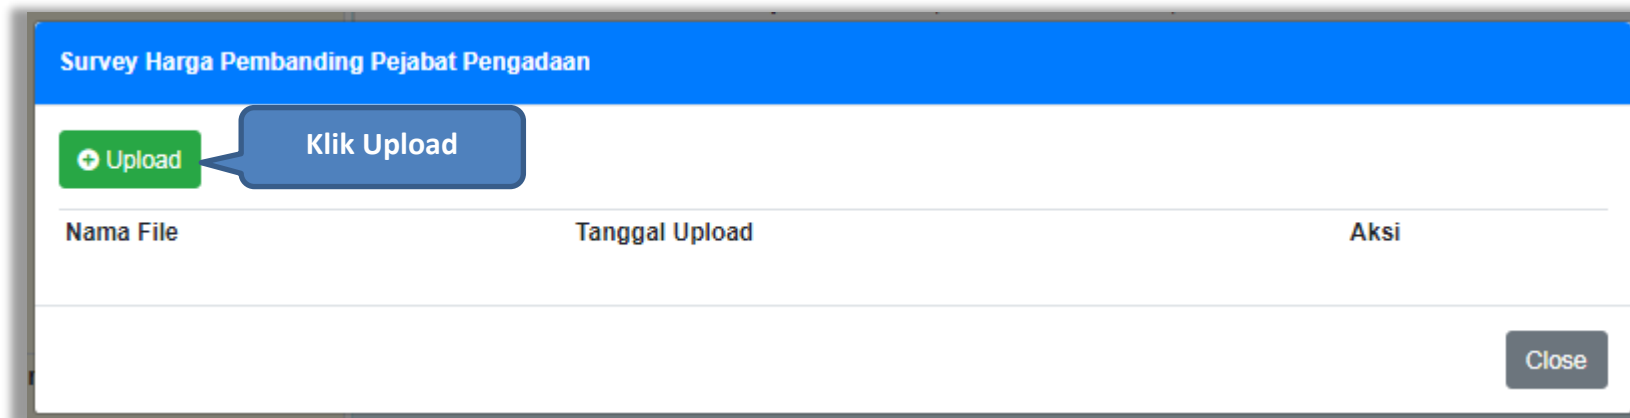 Survey Harga Pembanding Pejabat Pengadaan
Upload
Klik Upload
Nama File Tanggal Upload Aksi
Close